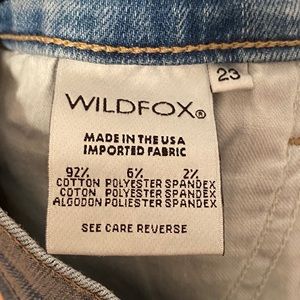 23
WILDFOX®
MADE IN THE USA
IMPORTED FABRIC
92% 6% 2%
COTTON POLYESTER SPANDEX
COTON POLYESTER SPANDEX
ALGODON POLIESTER SPANDEX
SEE CARE REVERSE